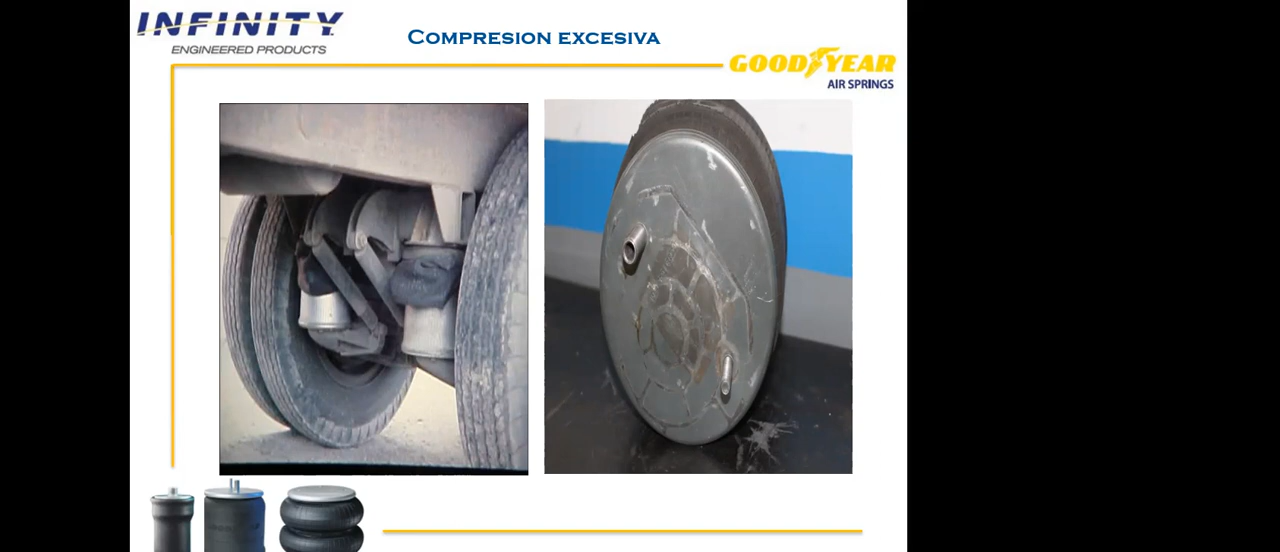 INFINITY
ENGINEERED PRODUCTS
COMPRESION EXCESIVA
GOODYEAR
AIR SPRINGS